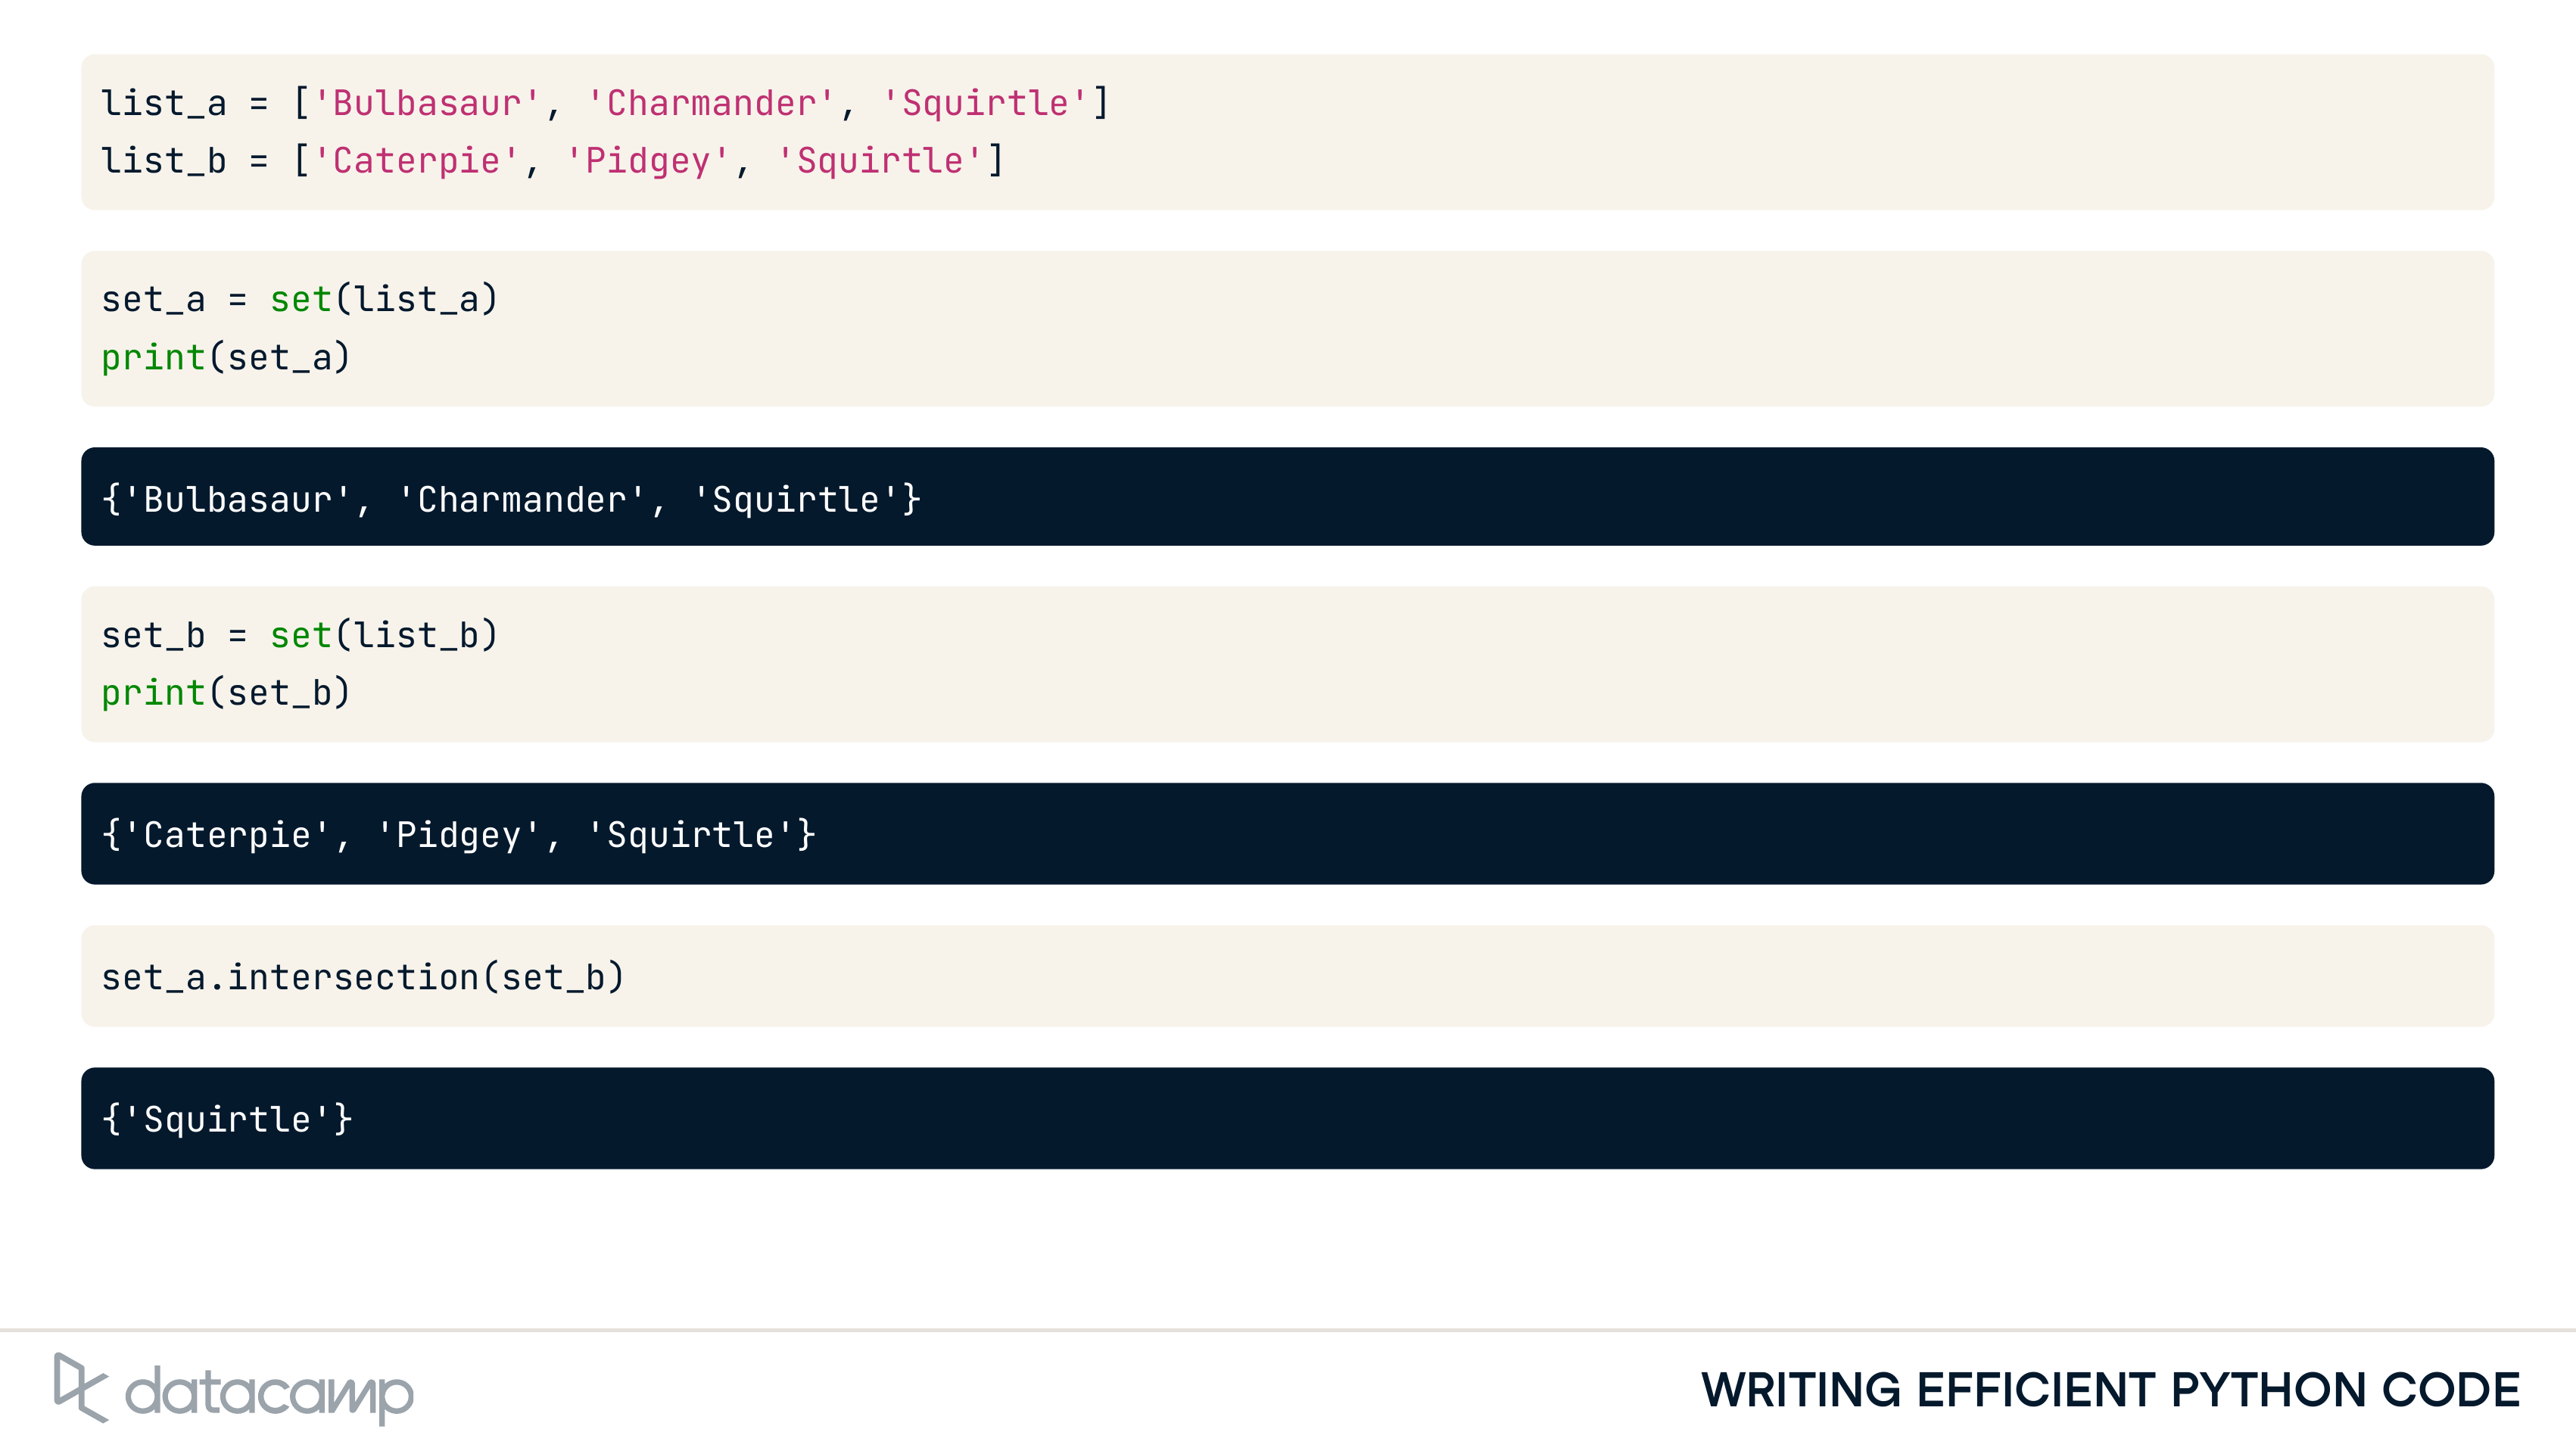 list_a = ['Bulbasaur', 'Charmander', 'Squirtle']
list_b = ['Caterpie', 'Pidgey', 'Squirtle']
set_a = set(list_a)
print(set_a)
{'Bulbasaur', 'Charmander', 'Squirtle'}
set_b = set(list_b)
print(set_b)
{'Caterpie', 'Pidgey', 'Squirtle'}
set_a.intersection(set_b)
{'Squirtle'}
datacamp
WRITING EFFICIENT PYTHON CODE